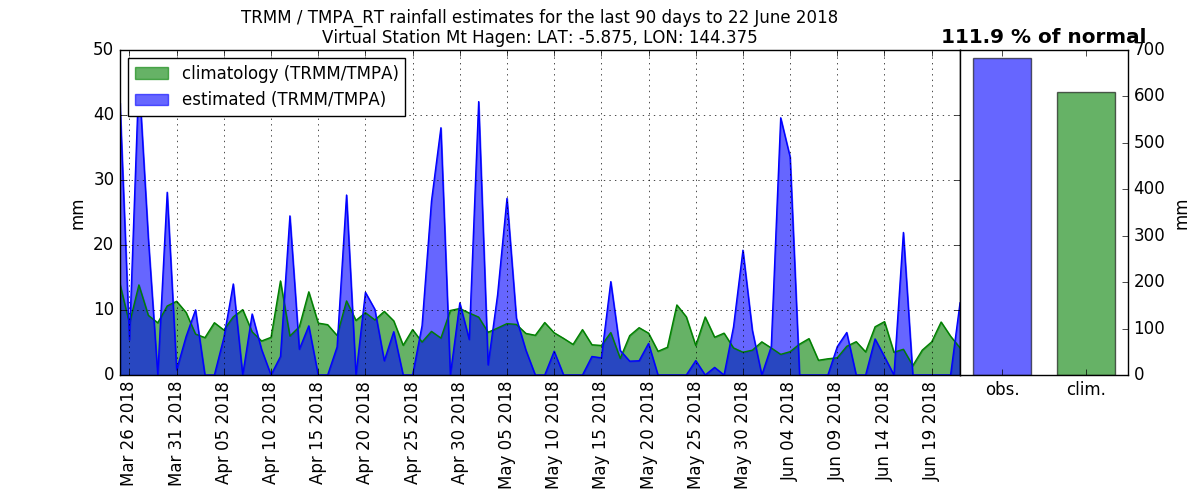 TRMM / TMPA_RT rainfall estimates for the last 90 days to 22 June 2018
Virtual Station Mt Hagen: LAT: -5.875, LON: 144.375
111.9 % of normal
climatology (TRMM/TMPA)
estimated (TRMM/TMPA)
50
40
30
20
10
0
mm
700
600
500
400
300
200
100
0
mm
obs.
clim.
Mar 26 2018
Mar 31 2018
Apr 05 2018
Apr 10 2018
Apr 15 2018
Apr 20 2018
Apr 25 2018
Apr 30 2018
May 05 2018
May 10 2018
May 15 2018
May 20 2018
May 25 2018
May 30 2018
Jun 04 2018
Jun 09 2018
Jun 14 2018
Jun 19 2018